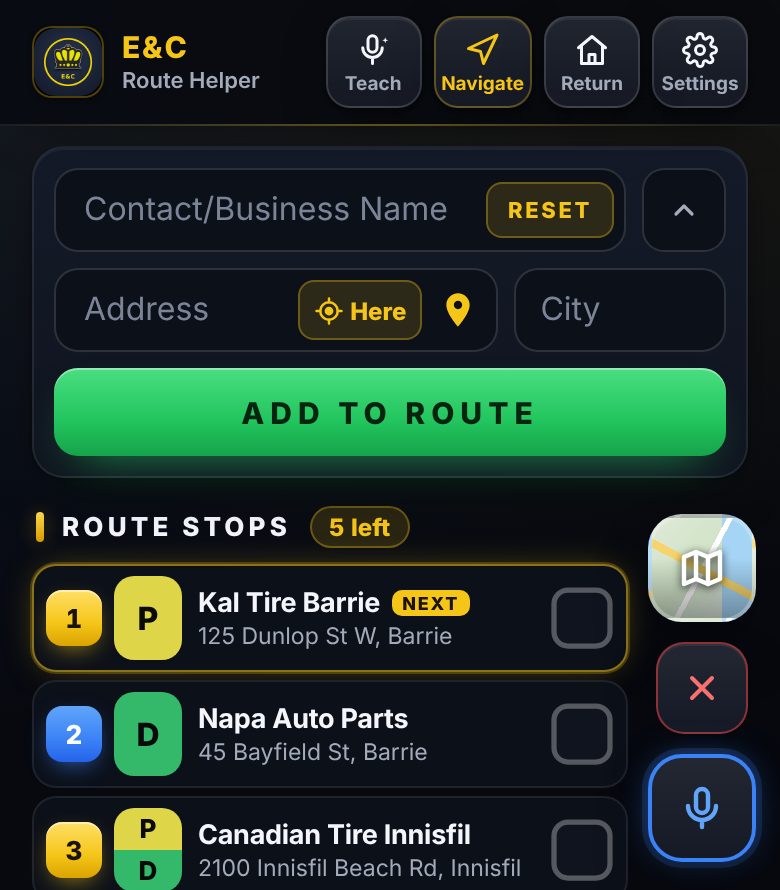 E&C
E&C
Route Helper
Teach
Navigate
Return
Settings
Contact/Business Name
RESET
Address
Here
City
ADD TO ROUTE
ROUTE STOPS
5 left
1
P
Kal Tire Barrie
NEXT
125 Dunlop St W, Barrie
2
D
Napa Auto Parts
45 Bayfield St, Barrie
3
P
D
Canadian Tire Innisfil
2100 Innisfil Beach Rd, Innisfil